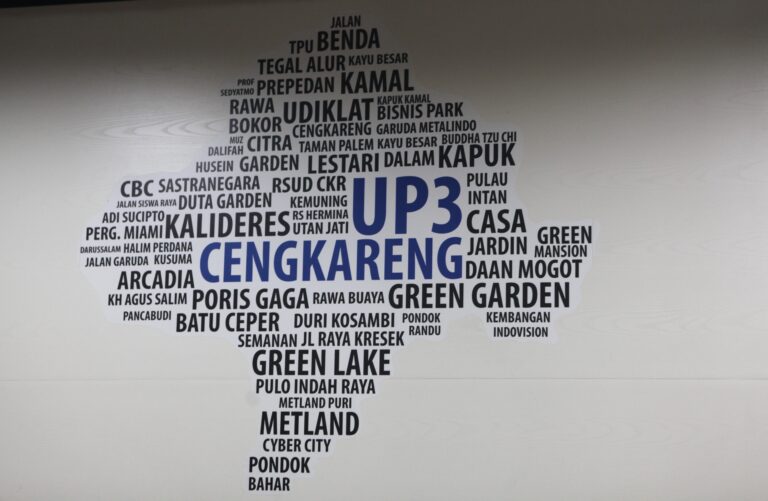 JALAN
TPU BENDA
TEGAL ALUR KAYU BESAR
PROF SEDYATMO PREPEDAN KAMAL
RAWA BOKOR UDIKLAT KAPUK KAMAL BISNIS PARK
CENGKARENG GARUDA METALINDO
MUZ DALIFAH CITRA TAMAN PALEM KAYU BESAR BUDDHA TZU CHI
HUSEIN GARDEN LESTARI DALAM KAPUK
CBC SASTRANEGARA RSUD CKR UP3 PULAU INTAN
JALAN SISWA RAYA DUTA GARDEN KEMUNING
ADI SUCIPTO KALIDERES RS HERMINA CASA
PERG. MIAMI UTAN JATI
DARUSSALAM HALIM PERDANA CENGKARENG JARDIN GREEN MANSION
JALAN GARUDA KUSUMA
ARCADIA DAAN MOGOT
KH AGUS SALIM PORIS GAGA RAWA BUAYA GREEN GARDEN
PANCABUDI BATU CEPER DURI KOSAMBI PONDOK RANDU KEMBANGAN INDOVISION
SEMANAN JL RAYA KRESEK
GREEN LAKE
PULO INDAH RAYA
METLAND PURI
METLAND
CYBER CITY
PONDOK
BAHAR